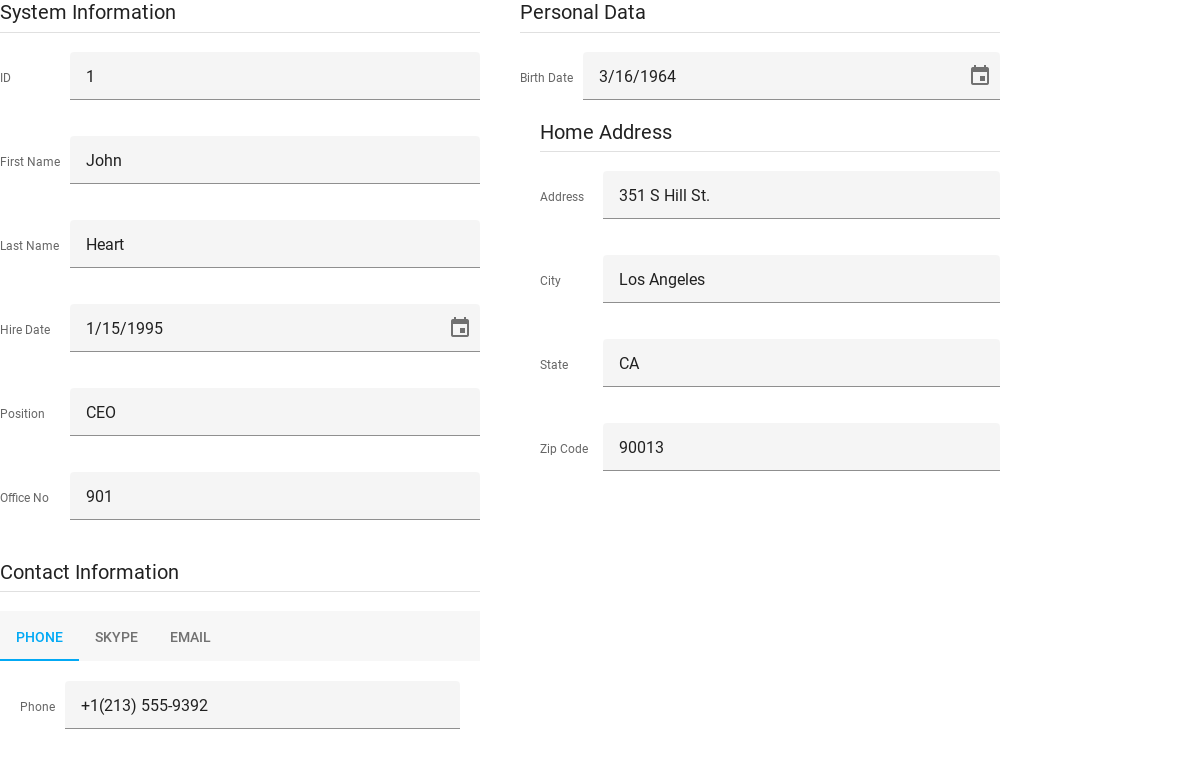 System Information
ID
1
First Name
John
Last Name
Heart
Hire Date
1/15/1995
Position
CEO
Office No
901
Contact Information
PHONE SKYPE EMAIL
Phone
+1(213) 555-9392
Personal Data
Birth Date
3/16/1964
Home Address
Address
351 S Hill St.
City
Los Angeles
State
CA
Zip Code
90013